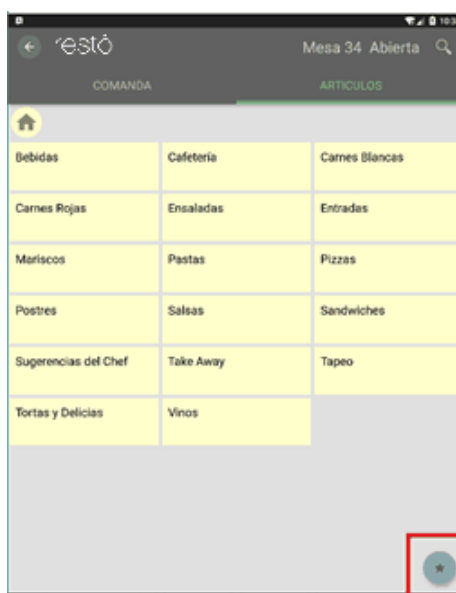 restó
Mesa 34 Abierta
COMANDA
ARTICULOS
Bebidas
Cafetería
Carnes Blancas
Carnes Rojas
Ensaladas
Entradas
Mariscos
Pastas
Pizzas
Postres
Salsas
Sandwiches
Sugerencias del Chef
Take Away
Tapeo
Tortas y Delicias
Vinos